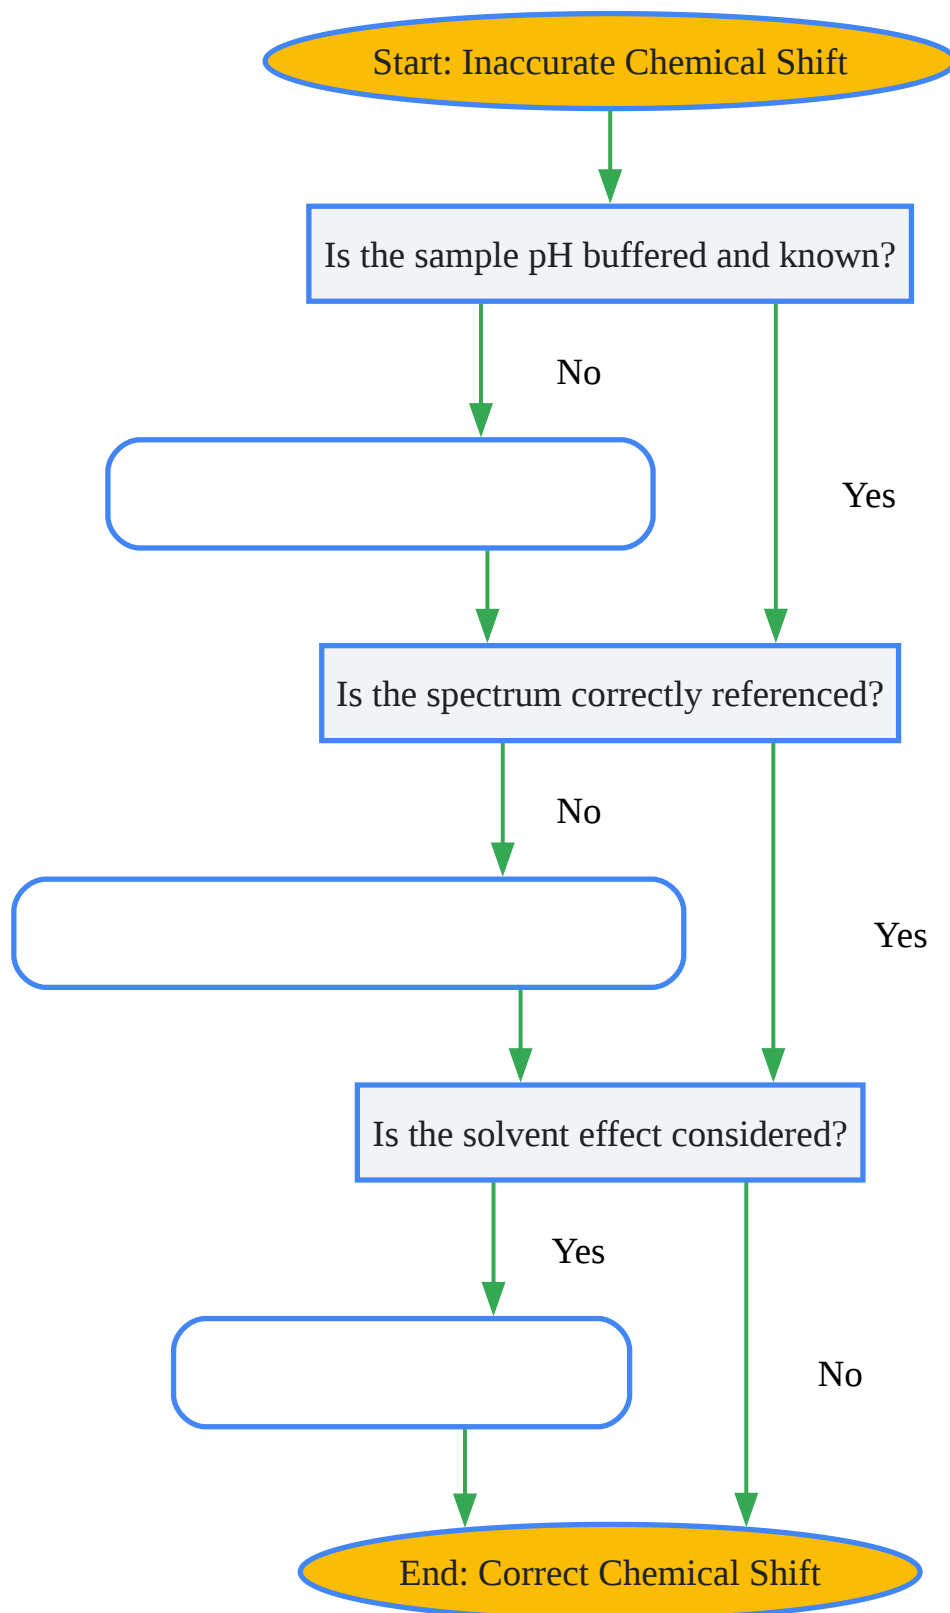 Start: Inaccurate Chemical Shift
Is the sample pH buffered and known?
No
Yes
Is the spectrum correctly referenced?
No
Yes
Is the solvent effect considered?
Yes
No
End: Correct Chemical Shift